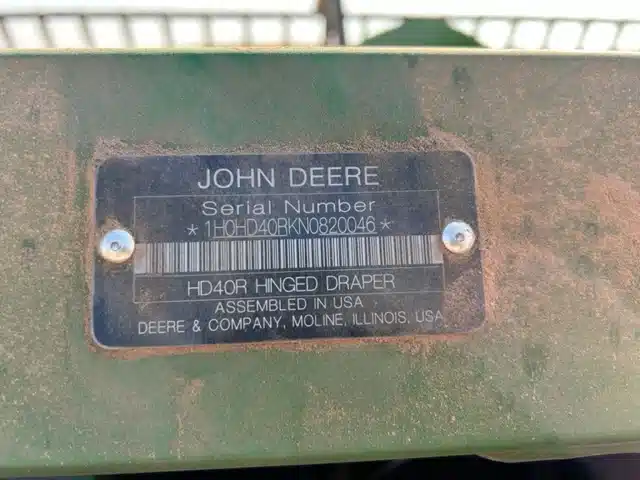 JOHN DEERE
Serial Number
*1H0HD40RKN0820046*
HD40R HINGED DRAPER
ASSEMBLED IN USA
DEERE & COMPANY, MOLINE, ILLINOIS, USA